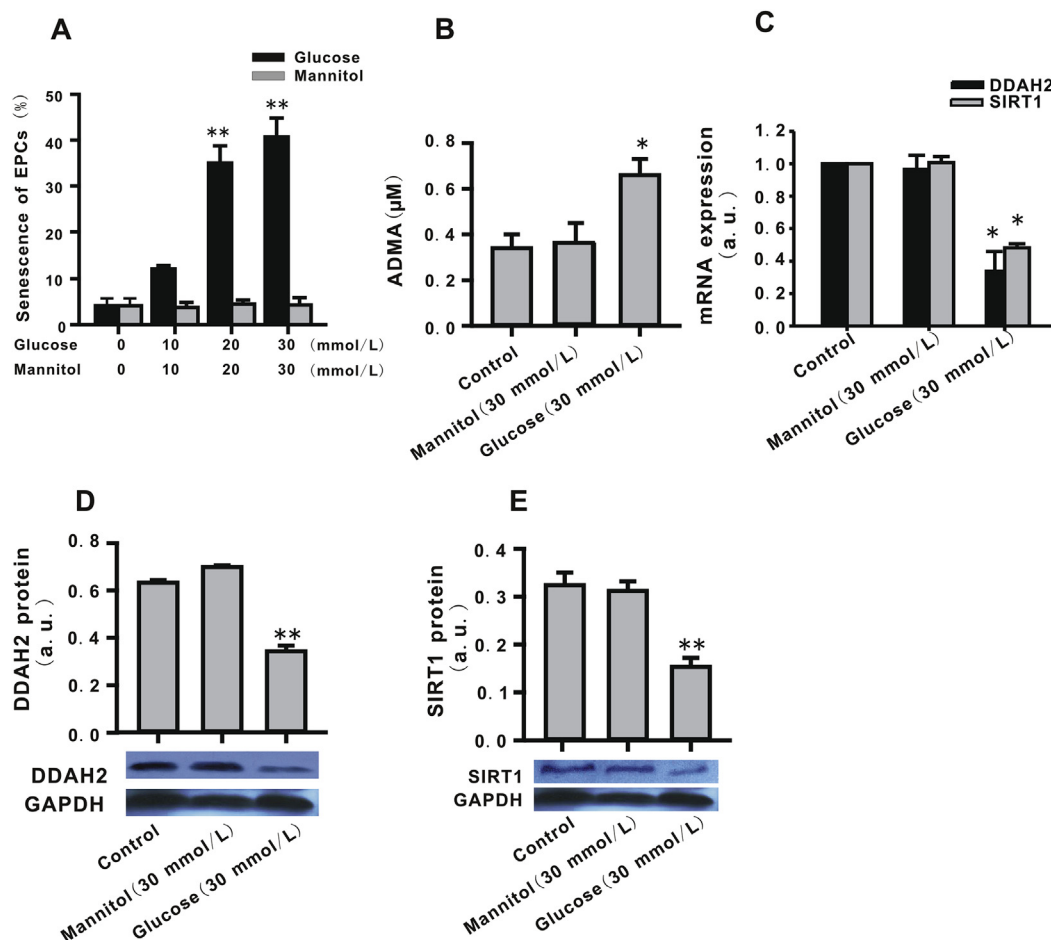 A
Glucose
Mannitol
Senescence of EPCs (%)
50
40
30
20
10
0
**
**
Glucose 0 10 20 30 (mmol/L)
Mannitol 0 10 20 30 (mmol/L)
B
ADMA(μM)
0.8
0.6
0.4
0.2
0.0
*
Control
Mannitol(30 mmol/L)
Glucose(30 mmol/L)
C
DDAH2
SIRT1
mRNA expression
(a.u.)
1.2
1.0
0.8
0.6
0.4
0.2
0.0
*
*
Control
Mannitol(30 mmol/L)
Glucose(30 mmol/L)
D
DDAH2 protein
(a.u.)
0.8
0.6
0.4
0.2
0.0
**
DDAH2
GAPDH
Control
Mannitol(30 mmol/L)
Glucose(30 mmol/L)
E
SIRT1 protein
(a.u.)
0.4
0.3
0.2
0.1
0.0
**
SIRT1
GAPDH
Control
Mannitol(30 mmol/L)
Glucose(30 mmol/L)